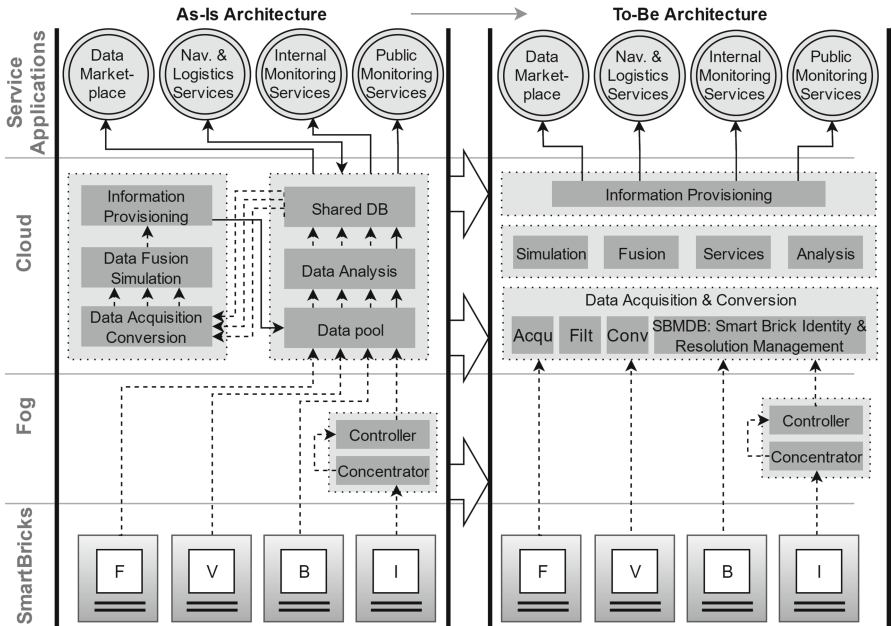 As-Is Architecture
To-Be Architecture
Service
Applications
Data
Market-
place
Nav. &
Logistics
Services
Internal
Monitoring
Services
Public
Monitoring
Services
Data
Market-
place
Nav. &
Logistics
Services
Internal
Monitoring
Services
Public
Monitoring
Services
Cloud
Information
Provisioning
Data Fusion
Simulation
Data Acquisition
Conversion
Shared DB
Data Analysis
Data pool
Information Provisioning
Simulation
Fusion
Services
Analysis
Data Acquisition & Conversion
Acqu
Filt
Conv
SBMDB: Smart Brick Identity &
Resolution Management
Fog
Controller
Concentrator
Controller
Concentrator
SmartBricks
F
V
B
I
F
V
B
I